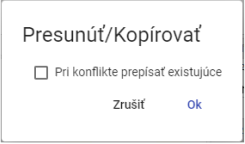 Presunúť/Kopírovať
Pri konflikte prepísať existujúce
Zrušiť Ok